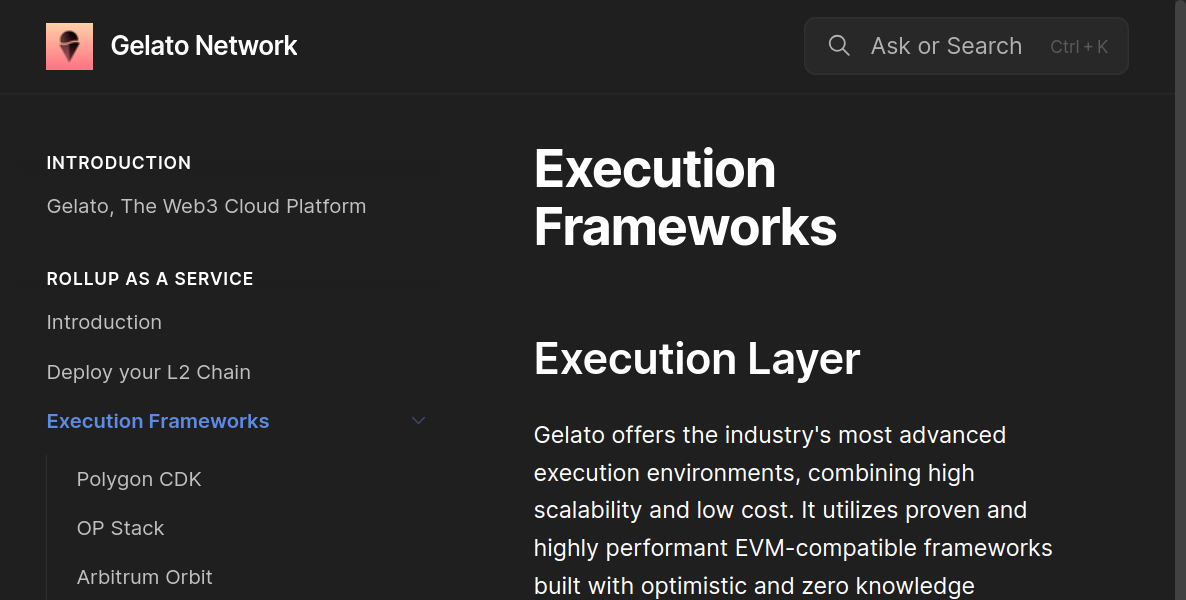 Gelato Network
Ask or Search Ctrl + K
INTRODUCTION
Gelato, The Web3 Cloud Platform
ROLLUP AS A SERVICE
Introduction
Deploy your L2 Chain
Execution Frameworks
Polygon CDK
OP Stack
Arbitrum Orbit
Execution
Frameworks
Execution Layer
Gelato offers the industry's most advanced
execution environments, combining high
scalability and low cost. It utilizes proven and
highly performant EVM-compatible frameworks
built with optimistic and zero knowledge